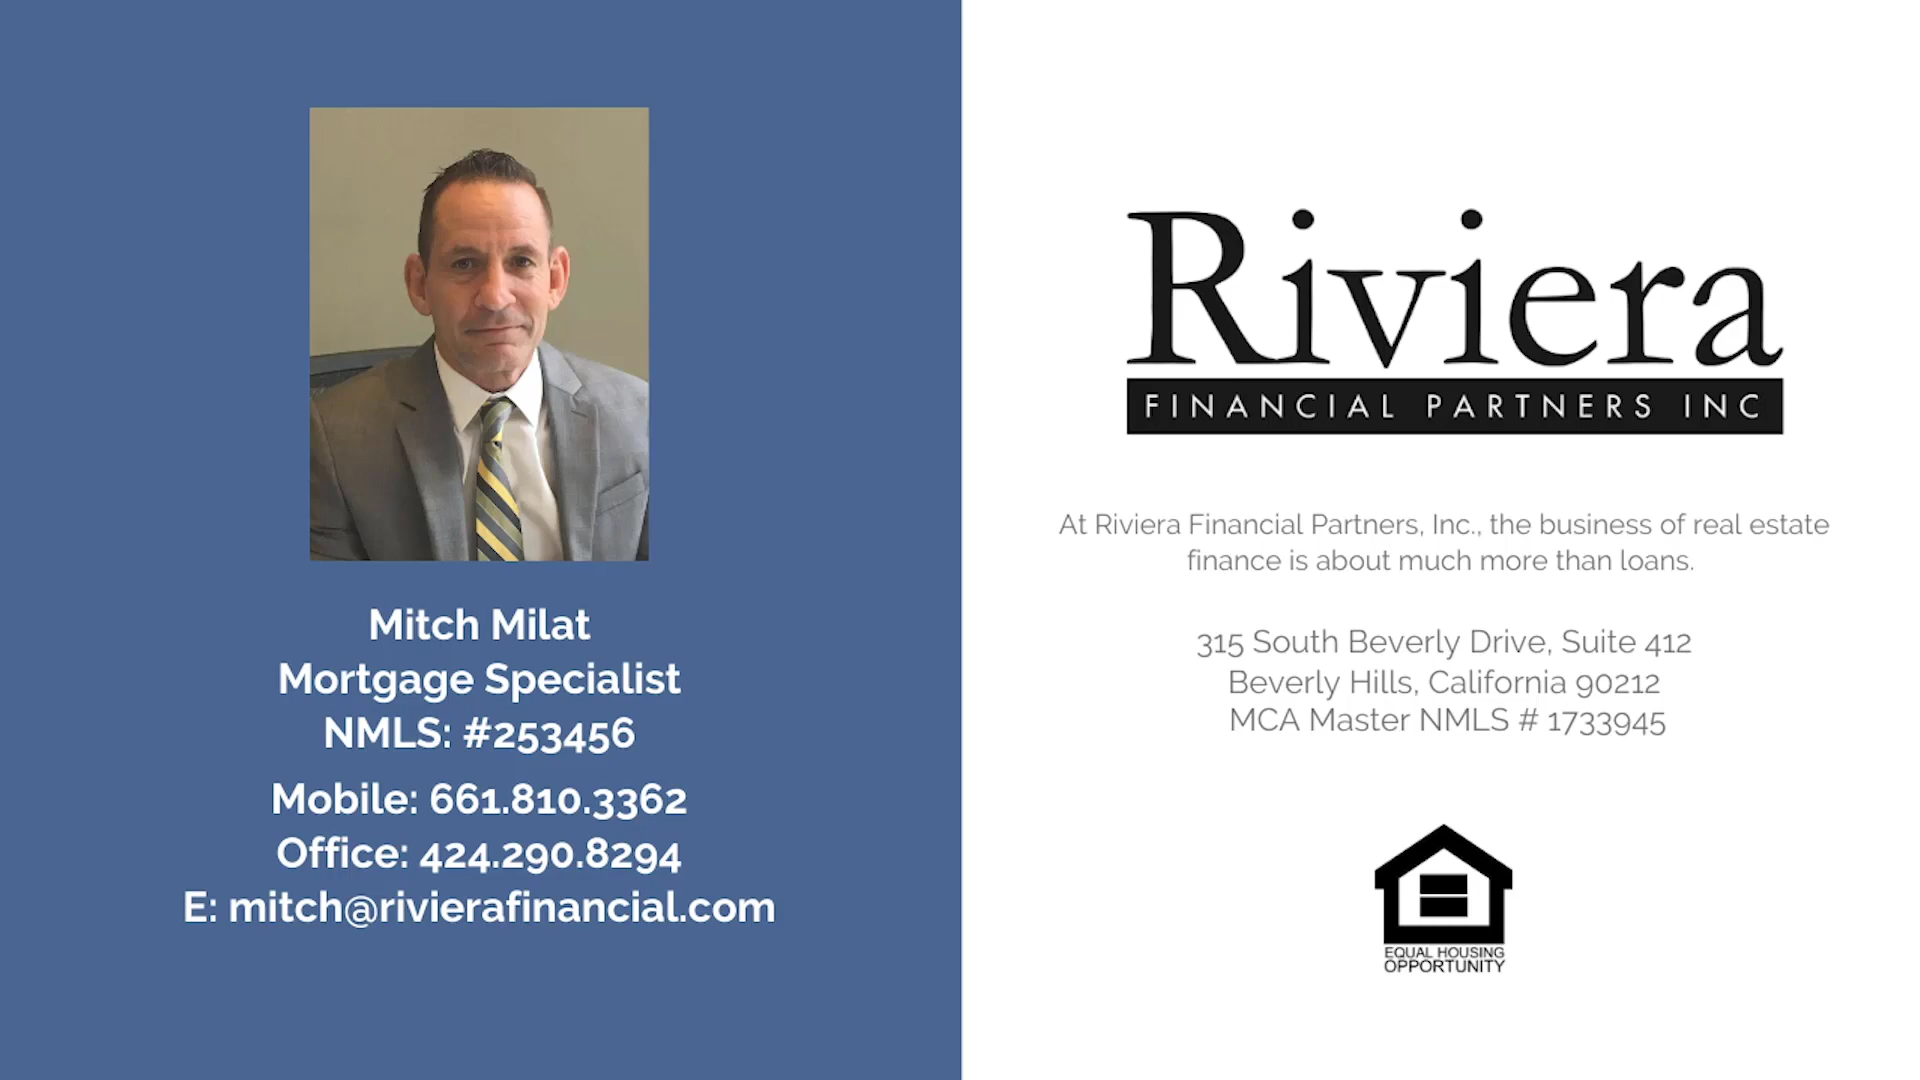 Mitch Milat
Mortgage Specialist
NMLS: #253456
Mobile: 661.810.3362
Office: 424.290.8294
E: mitch@rivierafinancial.com
Riviera
FINANCIAL PARTNERS INC
At Riviera Financial Partners, Inc., the business of real estate
finance is about much more than loans.
315 South Beverly Drive, Suite 412
Beverly Hills, California 90212
MCA Master NMLS # 1733945
EQUAL HOUSING
OPPORTUNITY